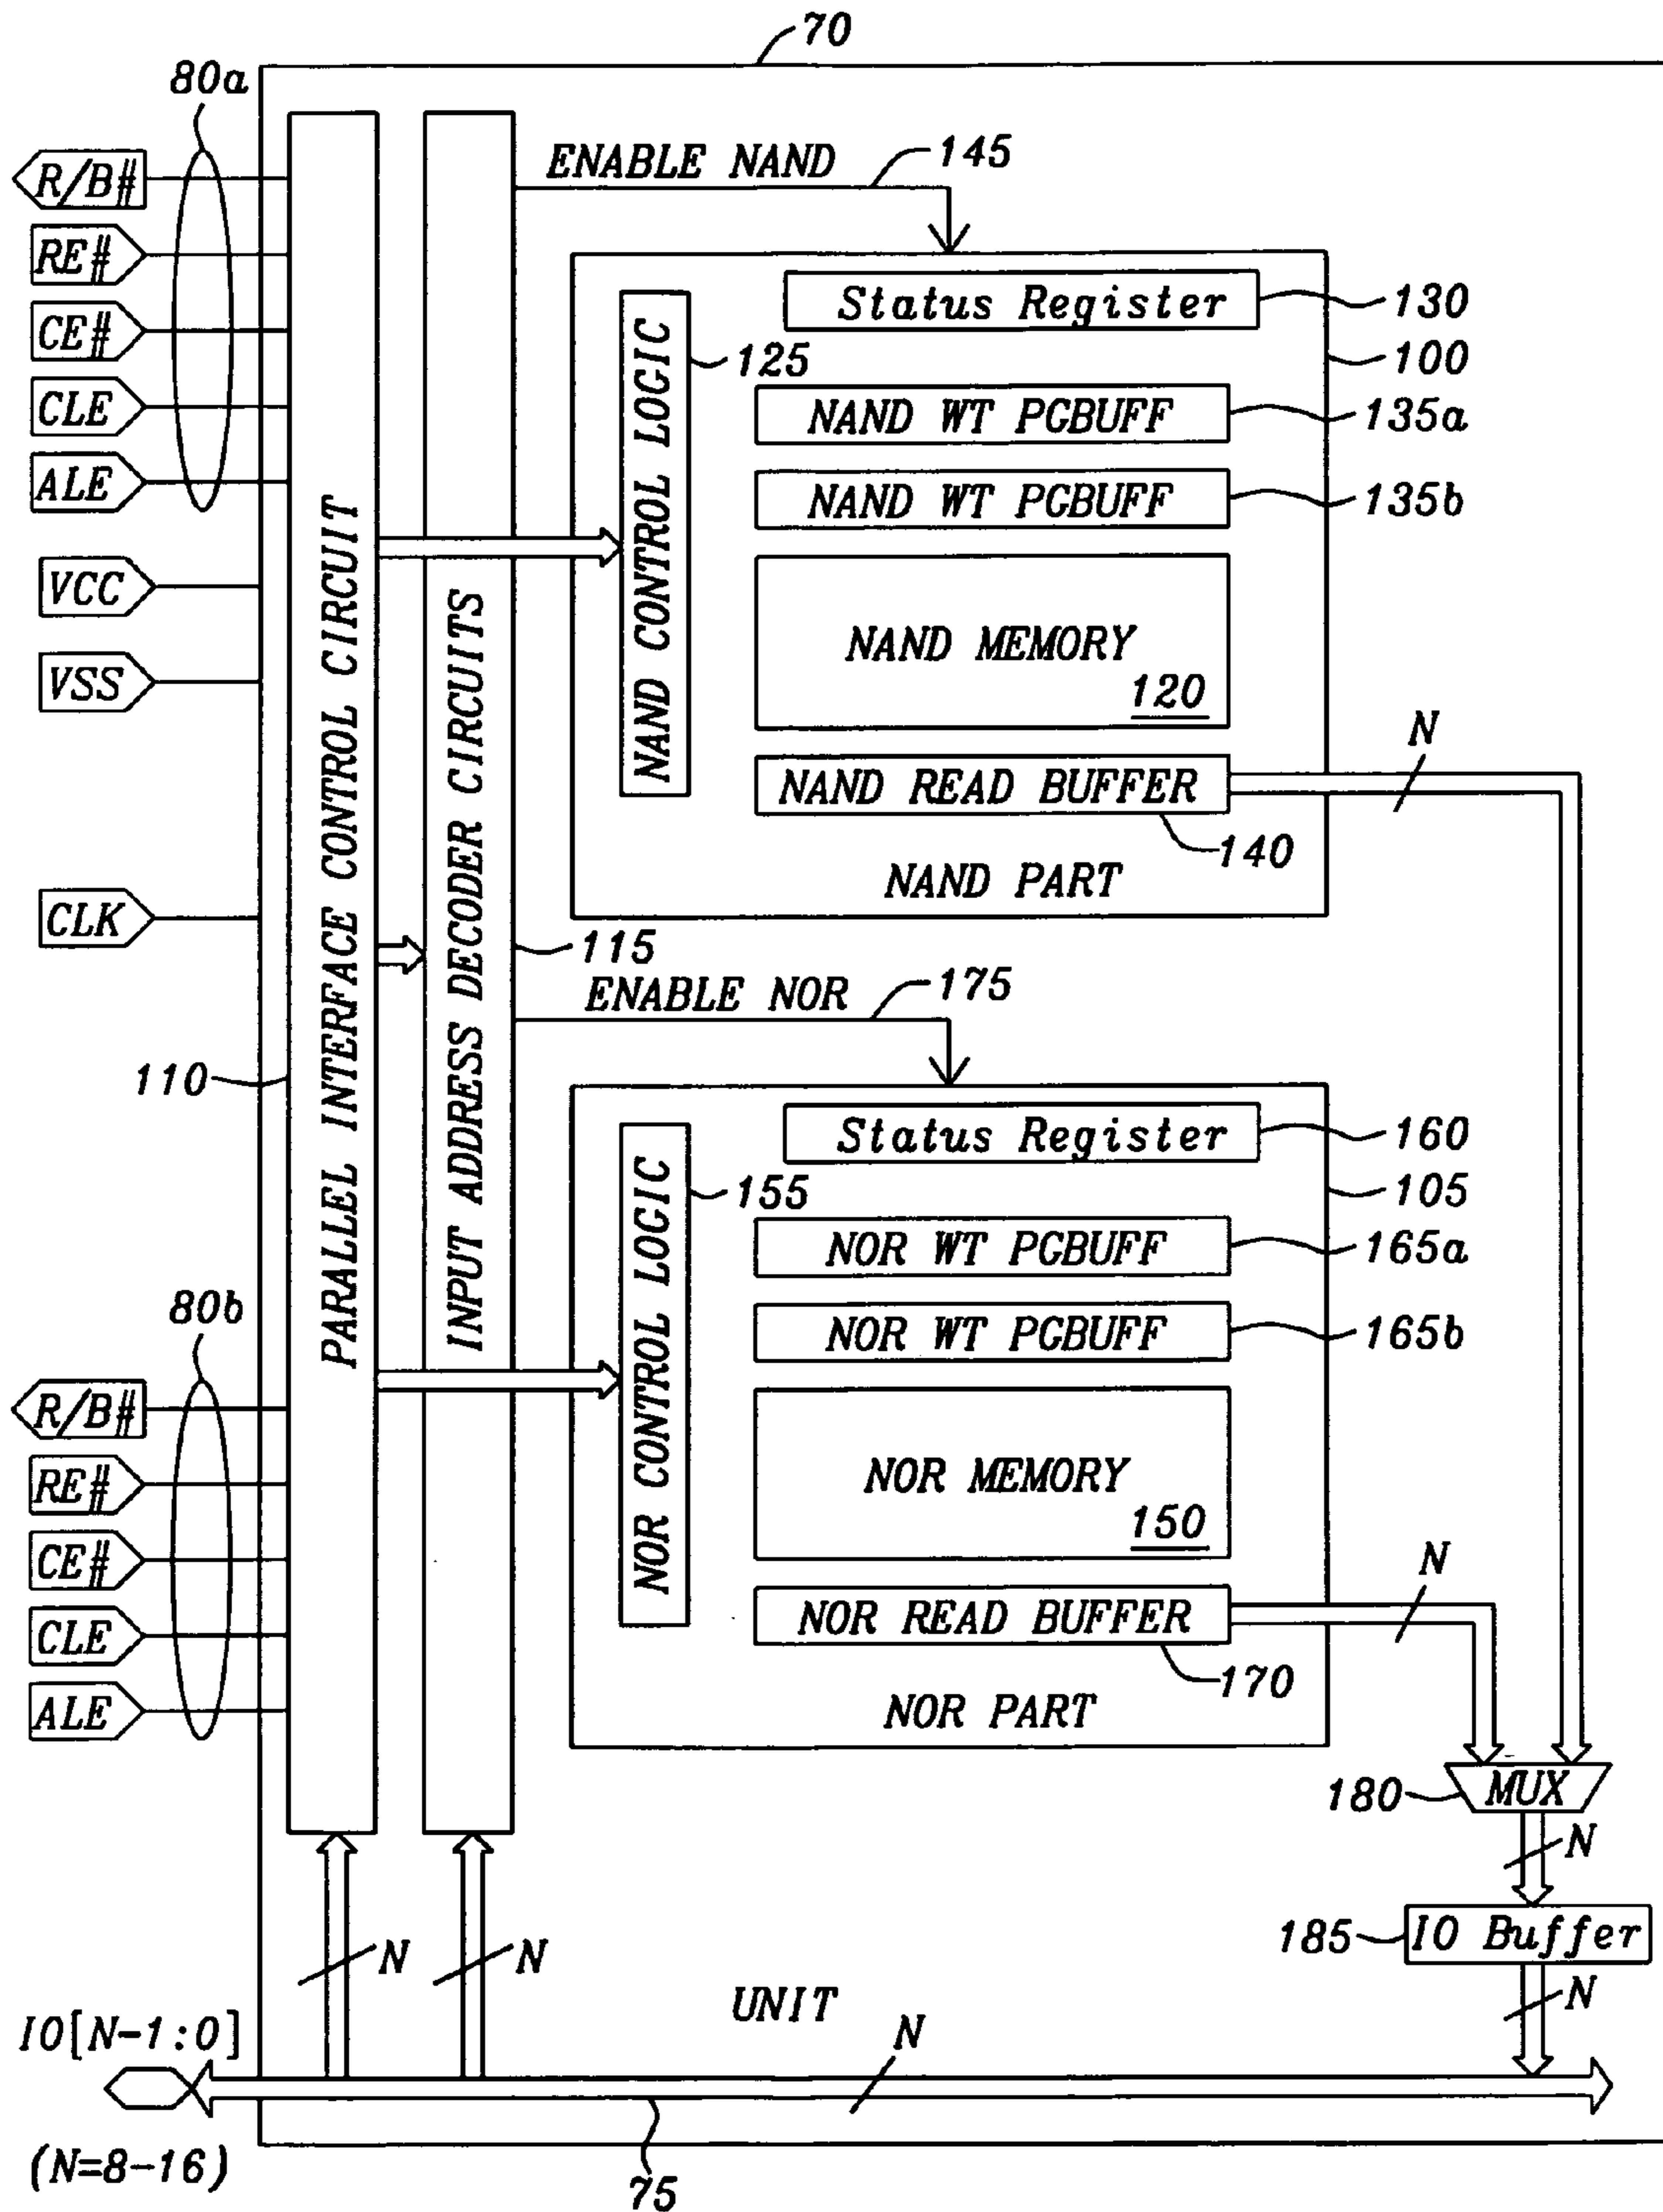 70
80a
R/B#
RE#
CE#
CLE
ALE
VCC
VSS
CLK
110
80b
R/B#
RE#
CE#
CLE
ALE
PARALLEL INTERFACE CONTROL CIRCUIT
INPUT ADDRESS DECODER CIRCUITS
115
ENABLE NAND
145
Status Register
130
100
NAND CONTROL LOGIC
125
NAND WT PGBUFF
135a
NAND WT PGBUFF
135b
NAND MEMORY
120
NAND READ BUFFER
140
NAND PART
N
ENABLE NOR
175
Status Register
160
105
NOR CONTROL LOGIC
155
NOR WT PGBUFF
165a
NOR WT PGBUFF
165b
NOR MEMORY
150
NOR READ BUFFER
170
NOR PART
N
180
MUX
N
185
IO Buffer
N
N
N
UNIT
N
IO[N-1:0]
(N=8-16)
75